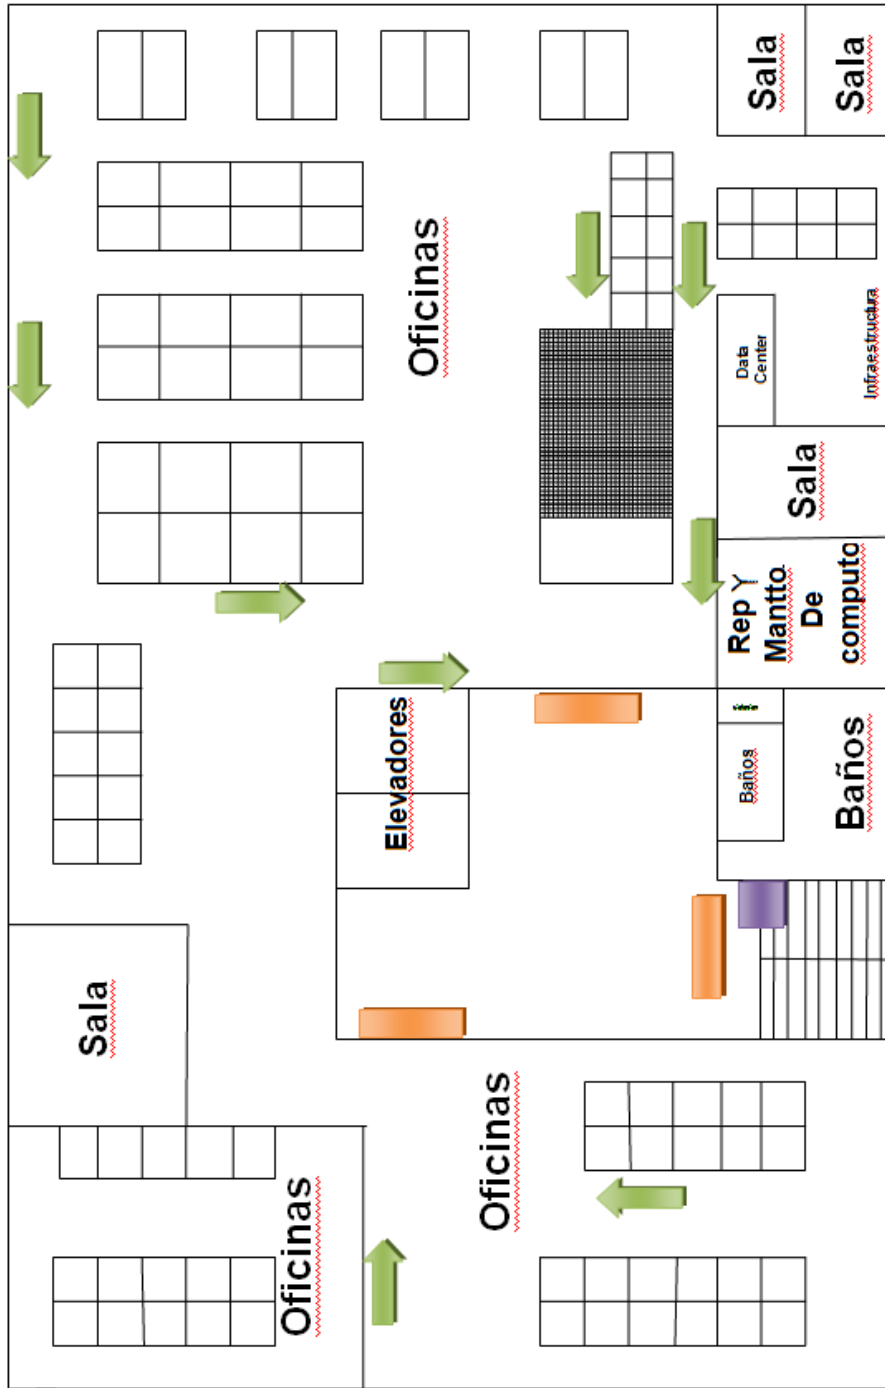 Sala
Sala
Oficinas
Data
Center
Infraestructura
Sala
Rep Y
Mantto
De
computo
Elevadores
Baños
Baños
Sala
Oficinas
Oficinas